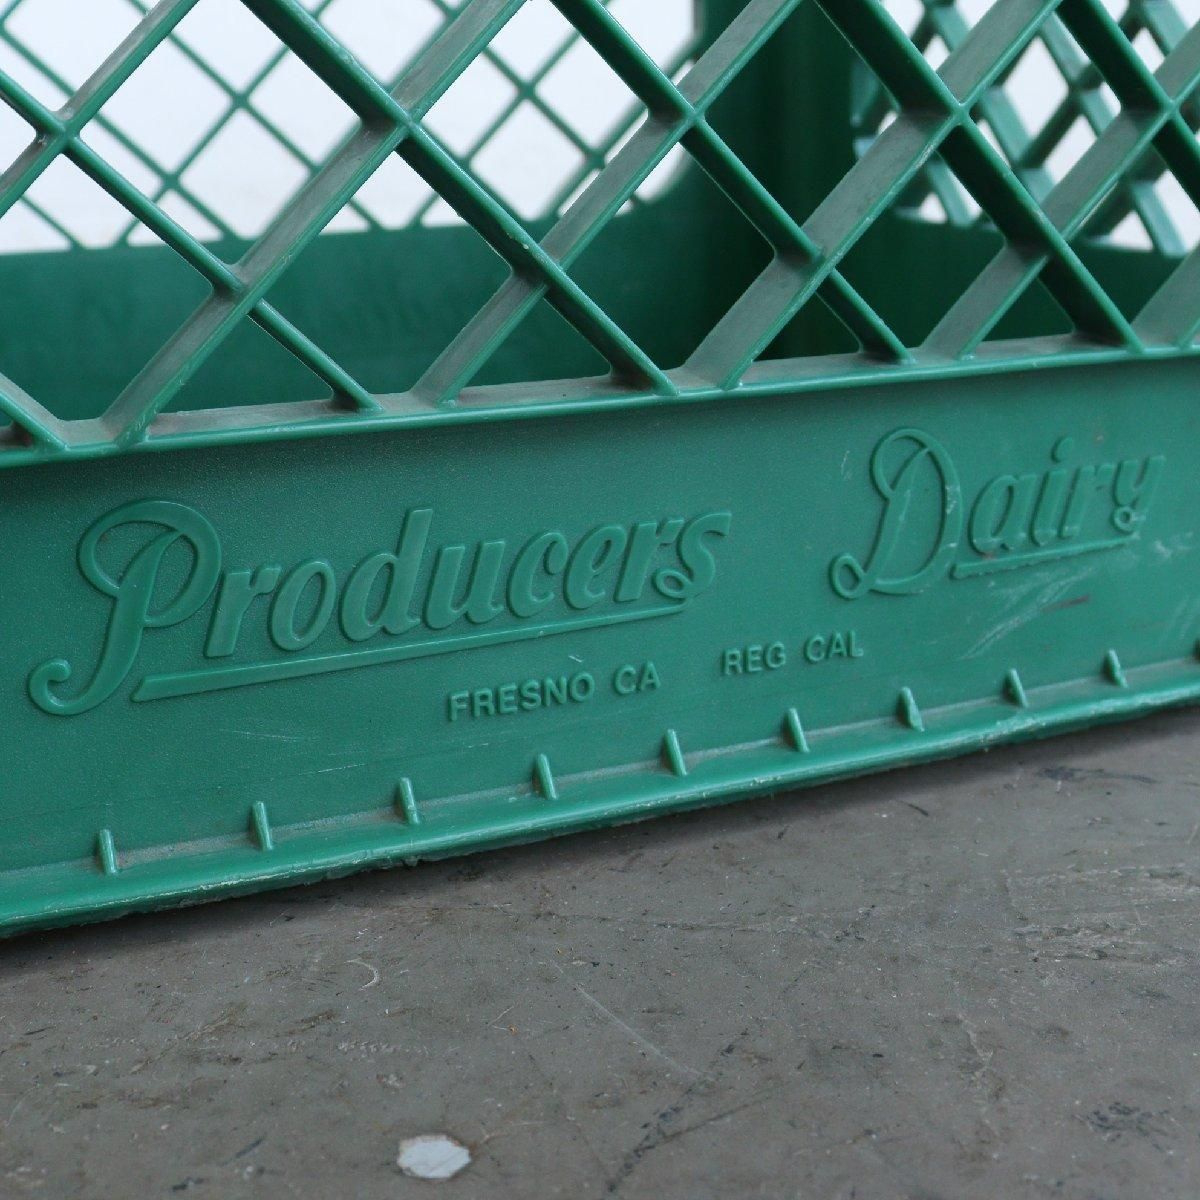 Producers Dairy
FRESNO CA REG CAL